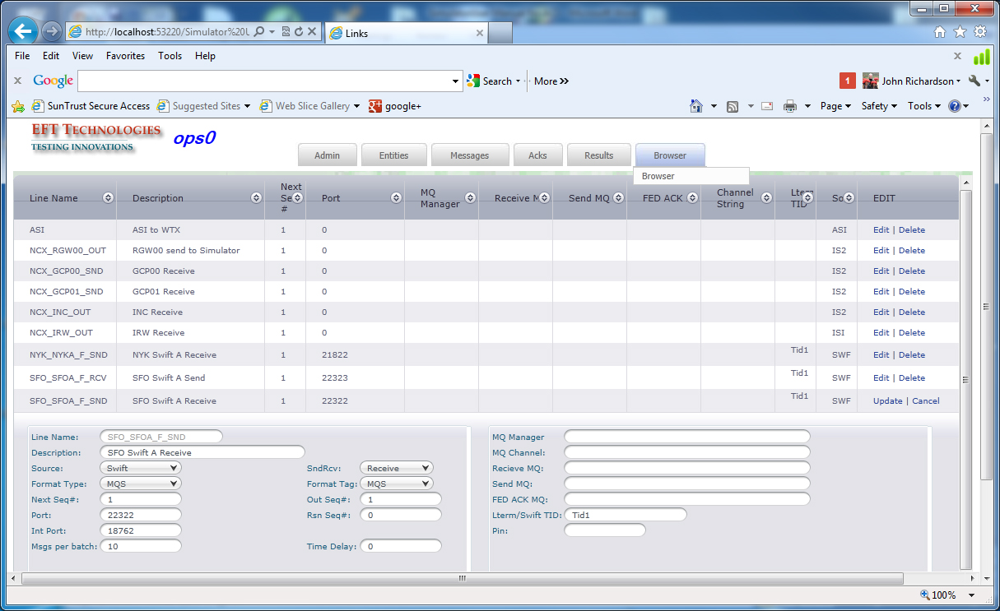 http://localhost:53220/Simulator%20U
Links
File Edit View Favorites Tools Help
Google Search More »
1 John Richardson
SunTrust Secure Access Suggested Sites Web Slice Gallery google+
Page Safety Tools
EFT TECHNOLOGIES
TESTING INNOVATIONS
ops0
Admin Entities Messages Acks Results Browser
Browser
Line Name Description Next Se # Port MQ Manager Receive M Send MQ FED ACK Channel String Lterm TID So EDIT
ASI ASI to WTX 1 0 ASI Edit | Delete
NCX_RGW00_OUT RGW00 send to Simulator 1 0 IS2 Edit | Delete
NCX_GCP00_SND GCP00 Receive 1 0 IS2 Edit | Delete
NCX_GCP01_SND GCP01 Receive 1 0 IS2 Edit | Delete
NCX_INC_OUT INC Receive 1 0 IS2 Edit | Delete
NCX_IRW_OUT IRW Receive 1 0 ISI Edit | Delete
NYK_NYKA_F_SND NYK Swift A Receive 1 21822 Tid1 SWF Edit | Delete
SFO_SFOA_F_RCV SFO Swift A Send 1 22323 Tid1 SWF Edit | Delete
SFO_SFOA_F_SND SFO Swift A Receive 1 22322 Tid1 SWF Update | Cancel
Line Name: SFO_SFOA_F_SND
Description: SFO Swift A Receive
Source: Swift SndRcv: Receive
Format Type: MQS Format Tag: MQS
Next Seq#: 1 Out Seq#: 1
Port: 22322 Rsn Seq#: 0
Int Port: 18762
Msgs per batch: 10 Time Delay: 0
MQ Manager
MQ Channel:
Recieve MQ:
Send MQ:
FED ACK MQ:
Lterm/Swift TID: Tid1
Pin:
100%